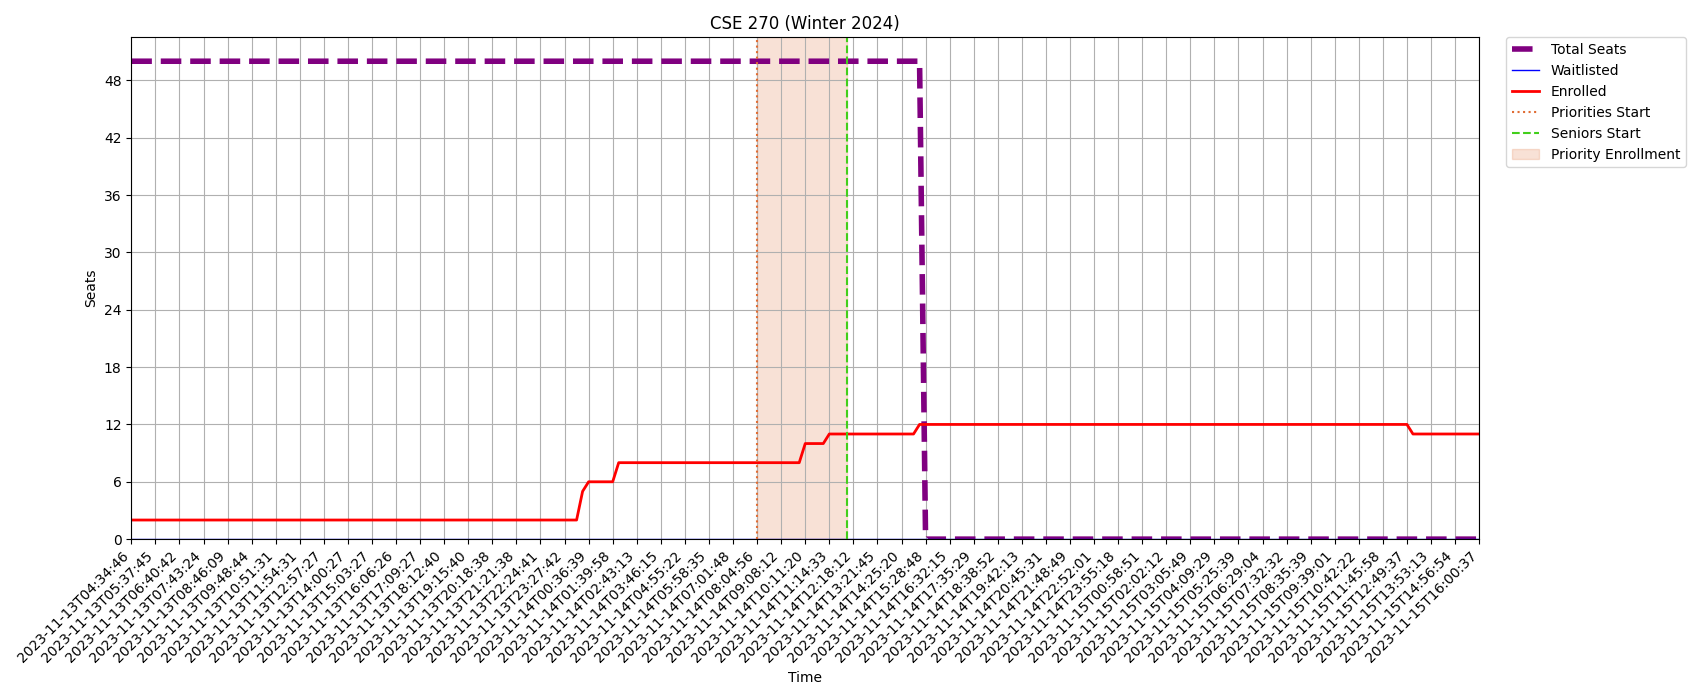 CSE 270 (Winter 2024)
Total Seats
Waitlisted
Enrolled
Priorities Start
Seniors Start
Priority Enrollment
Seats
48
42
36
30
24
18
12
6
0
2023-11-13T04:34:46
2023-11-13T05:37:45
2023-11-13T06:40:42
2023-11-13T07:43:24
2023-11-13T08:46:09
2023-11-13T09:48:44
2023-11-13T10:51:31
2023-11-13T11:54:31
2023-11-13T12:57:27
2023-11-13T14:00:27
2023-11-13T15:03:27
2023-11-13T16:06:26
2023-11-13T17:09:27
2023-11-13T18:12:40
2023-11-13T19:15:40
2023-11-13T20:18:38
2023-11-13T21:21:38
2023-11-13T22:24:41
2023-11-13T23:27:42
2023-11-14T00:36:39
2023-11-14T01:39:58
2023-11-14T02:43:13
2023-11-14T03:46:15
2023-11-14T04:55:22
2023-11-14T05:58:35
2023-11-14T07:01:48
2023-11-14T08:04:56
2023-11-14T09:08:12
2023-11-14T10:11:20
2023-11-14T11:14:33
2023-11-14T12:18:12
2023-11-14T13:21:45
2023-11-14T14:25:20
2023-11-14T15:28:48
2023-11-14T16:32:15
2023-11-14T17:35:29
2023-11-14T18:38:52
2023-11-14T19:42:13
2023-11-14T20:45:31
2023-11-14T21:48:49
2023-11-14T22:52:01
2023-11-14T23:55:18
2023-11-15T00:58:51
2023-11-15T02:02:12
2023-11-15T03:05:49
2023-11-15T04:09:29
2023-11-15T05:25:39
2023-11-15T06:29:04
2023-11-15T07:32:32
2023-11-15T08:35:39
2023-11-15T09:39:01
2023-11-15T10:42:22
2023-11-15T11:45:58
2023-11-15T12:49:37
2023-11-15T13:53:13
2023-11-15T14:56:54
2023-11-15T16:00:37
Time